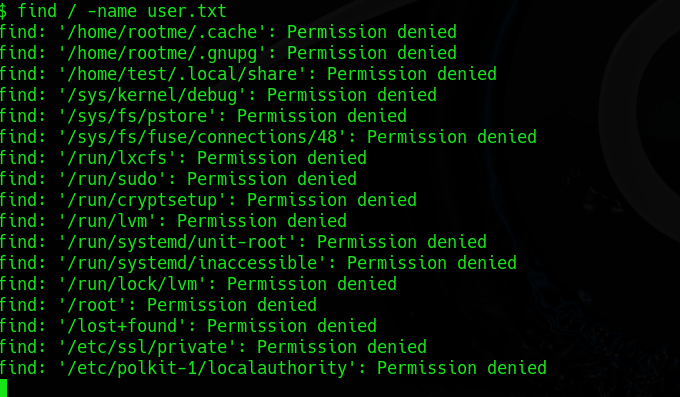 $ find / -name user.txt
find: '/home/rootme/.cache': Permission denied
find: '/home/rootme/.gnupg': Permission denied
find: '/home/test/.local/share': Permission denied
find: '/sys/kernel/debug': Permission denied
find: '/sys/fs/pstore': Permission denied
find: '/sys/fs/fuse/connections/48': Permission denied
find: '/run/lxcfs': Permission denied
find: '/run/sudo': Permission denied
find: '/run/cryptsetup': Permission denied
find: '/run/lvm': Permission denied
find: '/run/systemd/unit-root': Permission denied
find: '/run/systemd/inaccessible': Permission denied
find: '/run/lock/lvm': Permission denied
find: '/root': Permission denied
find: '/lost+found': Permission denied
find: '/etc/ssl/private': Permission denied
find: '/etc/polkit-1/localauthority': Permission denied